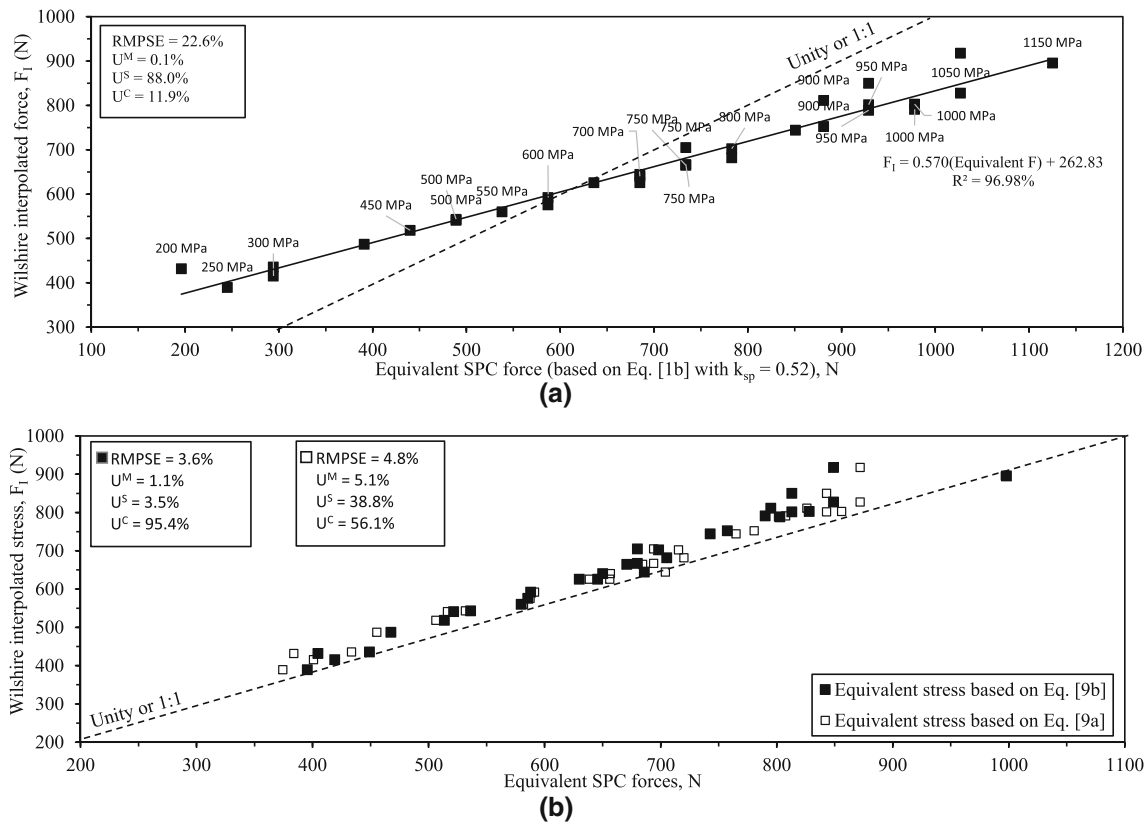 (a)
1000
900
800
700
600
500
400
300
Wilshire interpolated force, F_I (N)
RMPSE = 22.6%
U^M = 0.1%
U^S = 88.0%
U^C = 11.9%
Unity or 1:1
200 MPa
250 MPa
300 MPa
450 MPa
500 MPa
500 MPa
550 MPa
600 MPa
700 MPa
750 MPa
750 MPa
750 MPa
800 MPa
900 MPa
900 MPa
950 MPa
950 MPa
1000 MPa
1000 MPa
1050 MPa
1150 MPa
F_I = 0.570(Equivalent F) + 262.83
R² = 96.98%
100 200 300 400 500 600 700 800 900 1000 1100 1200
Equivalent SPC force (based on Eq. [1b] with k_sp = 0.52), N
(a)
1000
900
800
700
600
500
400
300
200
Wilshire interpolated stress, F_I (N)
RMPSE = 3.6%
U^M = 1.1%
U^S = 3.5%
U^C = 95.4%
RMPSE = 4.8%
U^M = 5.1%
U^S = 38.8%
U^C = 56.1%
Unity or 1:1
Equivalent stress based on Eq. [9b]
Equivalent stress based on Eq. [9a]
200 300 400 500 600 700 800 900 1000 1100
Equivalent SPC forces, N
(b)